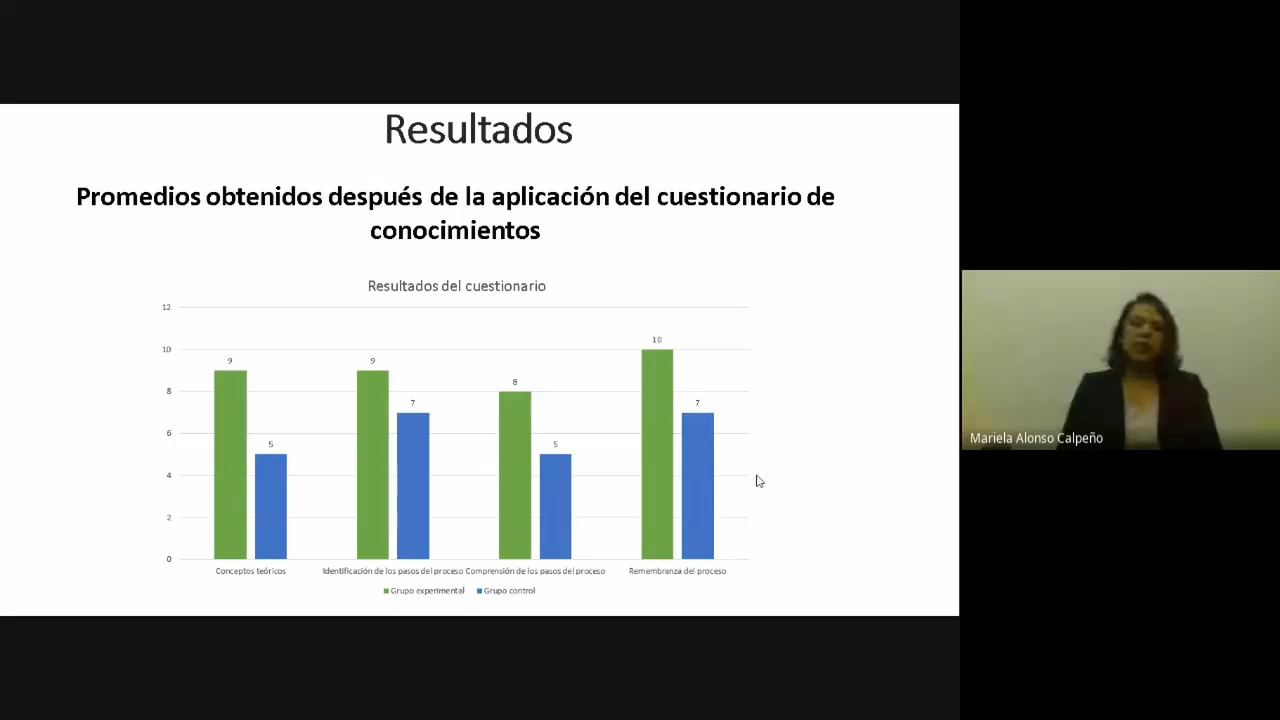 Resultados
Promedios obtenidos después de la aplicación del cuestionario de
conocimientos
Resultados del cuestionario
12
10
8
6
4
2
0
9
5
9
7
8
5
10
7
Conceptos teóricos
Identificación de los pasos del proceso
Comprensión de los pasos del proceso
Remembranza del proceso
Grupo experimental
Grupo control
Mariela Alonso Calpeño